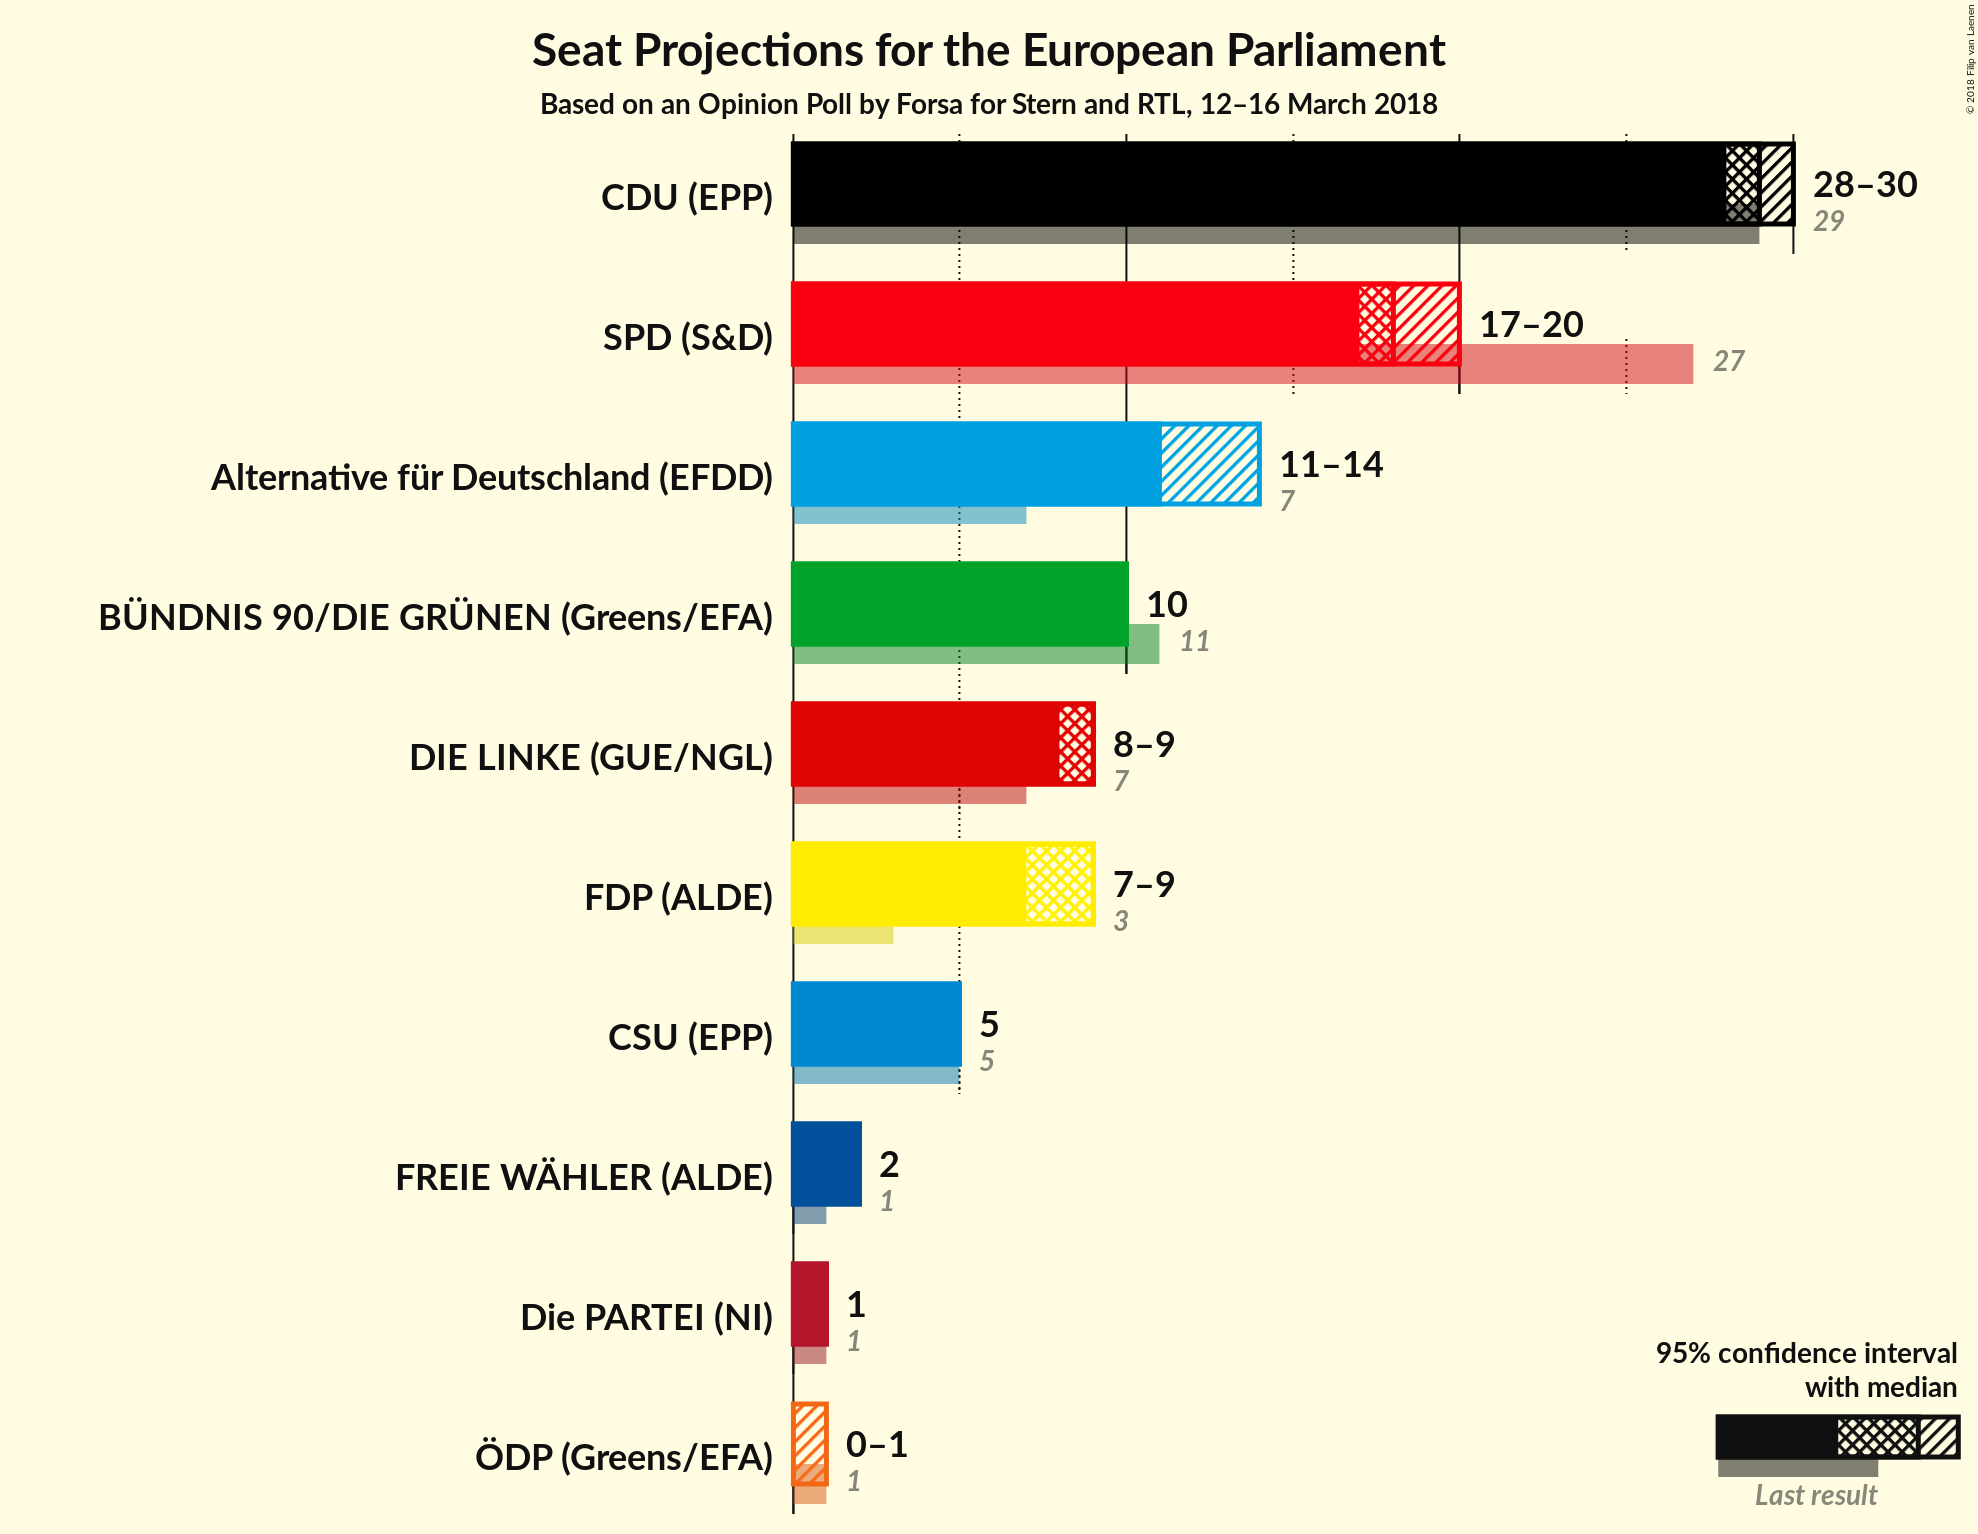 Seat Projections for the European Parliament
Based on an Opinion Poll by Forsa for Stern and RTL, 12–16 March 2018
© 2018 Filip van Laenen
CDU (EPP)
28–30
29
SPD (S&D)
17–20
27
Alternative für Deutschland (EFDD)
11–14
7
BÜNDNIS 90/DIE GRÜNEN (Greens/EFA)
10
11
DIE LINKE (GUE/NGL)
8–9
7
FDP (ALDE)
7–9
3
CSU (EPP)
5
5
FREIE WÄHLER (ALDE)
2
1
Die PARTEI (NI)
1
1
ÖDP (Greens/EFA)
0–1
1
95% confidence interval
with median
Last result